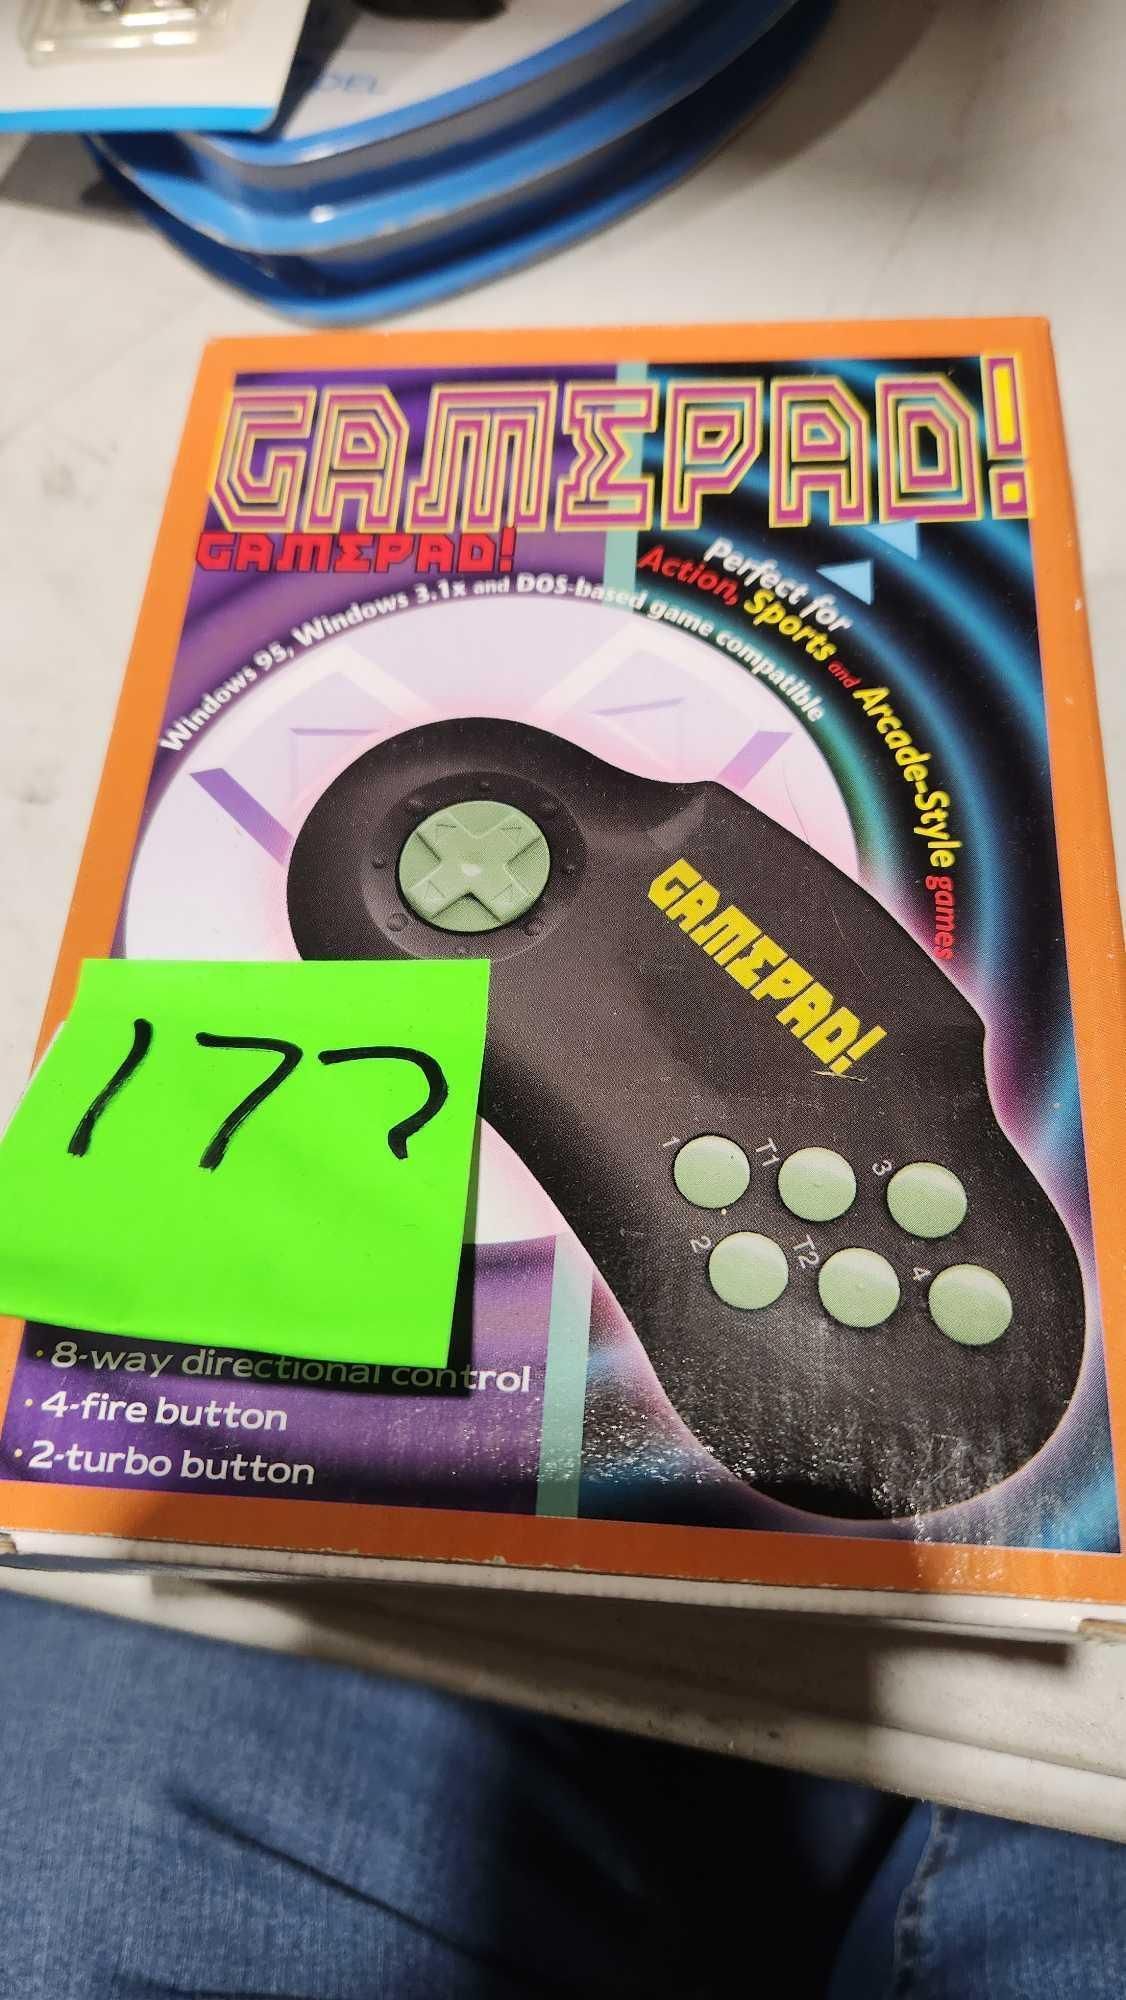 DEL
GAMEPAD!
GAMEPAD!
Windows 95, Windows 3.1x and DOS-based game compatible
Perfect for
Action, Sports and Arcade-Style games
GAMEPAD!
1 T1 3
2 T2 4
177
· 8-way directional control
· 4-fire button
· 2-turbo button